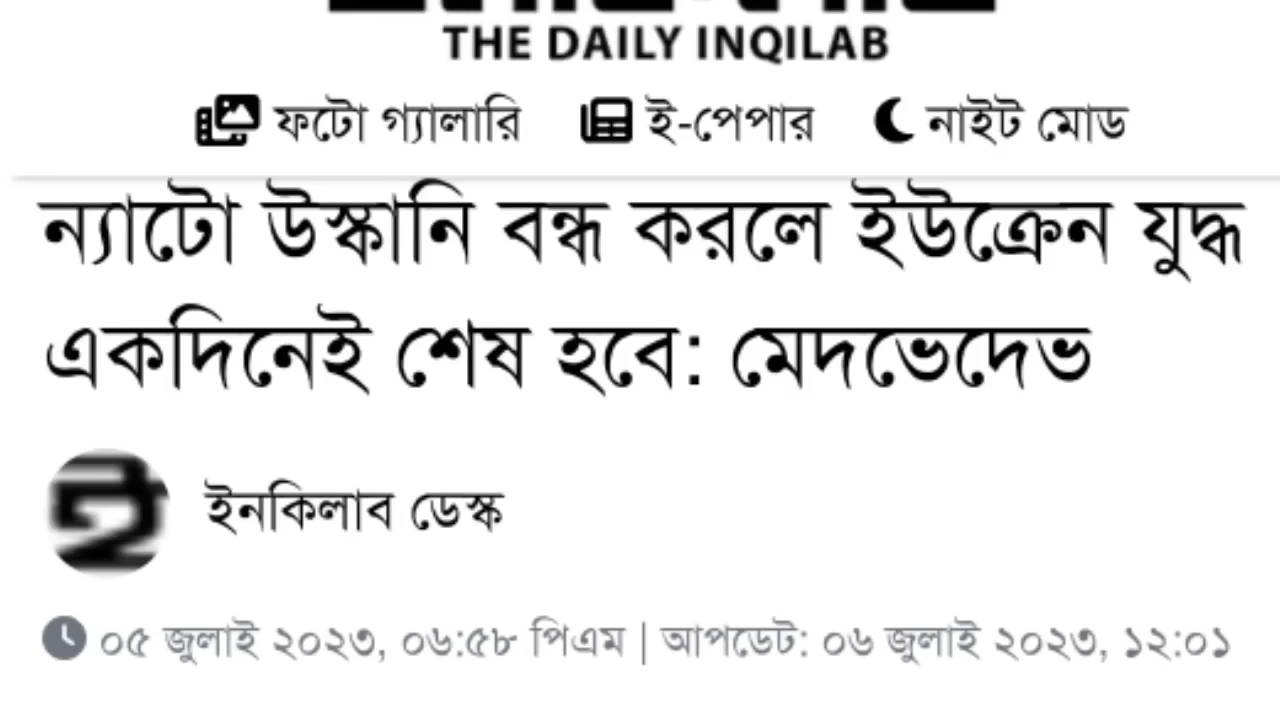 THE DAILY INQILAB
ফটো গ্যালারি ই-পেপার নাইট মোড
ন্যাটো উস্কানি বন্ধ করলে ইউক্রেন যুদ্ধ
একদিনেই শেষ হবে: মেদভেদেভ
ই
ইনকিলাব ডেস্ক
০৫ জুলাই ২০২৩, ০৬:৫৮ পিএম | আপডেট: ০৬ জুলাই ২০২৩, ১২:০১